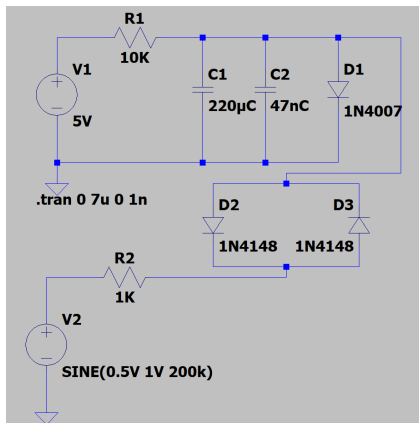 R1
10K
V1
5V
C1
220µC
C2
47nC
D1
1N4007
.tran 0 7u 0 1n
D2
1N4148
D3
1N4148
R2
1K
V2
SINE(0.5V 1V 200k)